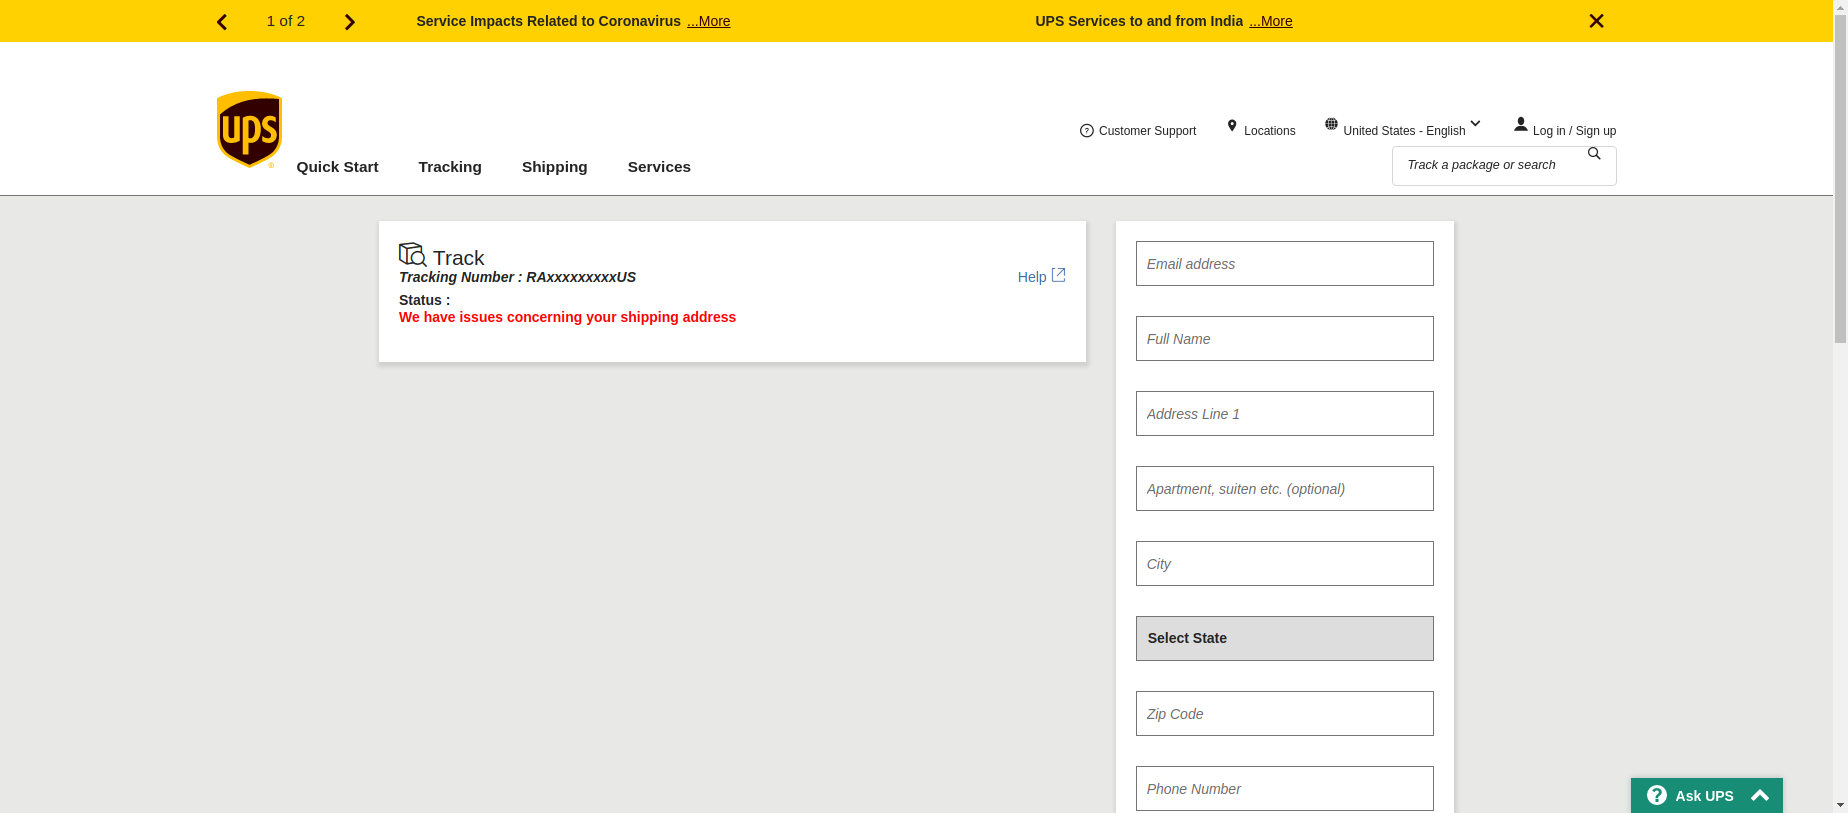 1 of 2
Service Impacts Related to Coronavirus ...More
UPS Services to and from India ...More
ups
Customer Support
Locations
United States - English
Log in / Sign up
Quick Start
Tracking
Shipping
Services
Track a package or search
Track
Tracking Number : RAxxxxxxxxxUS
Help
Status :
We have issues concerning your shipping address
Email address
Full Name
Address Line 1
Apartment, suiten etc. (optional)
City
Select State
Zip Code
Phone Number
Ask UPS